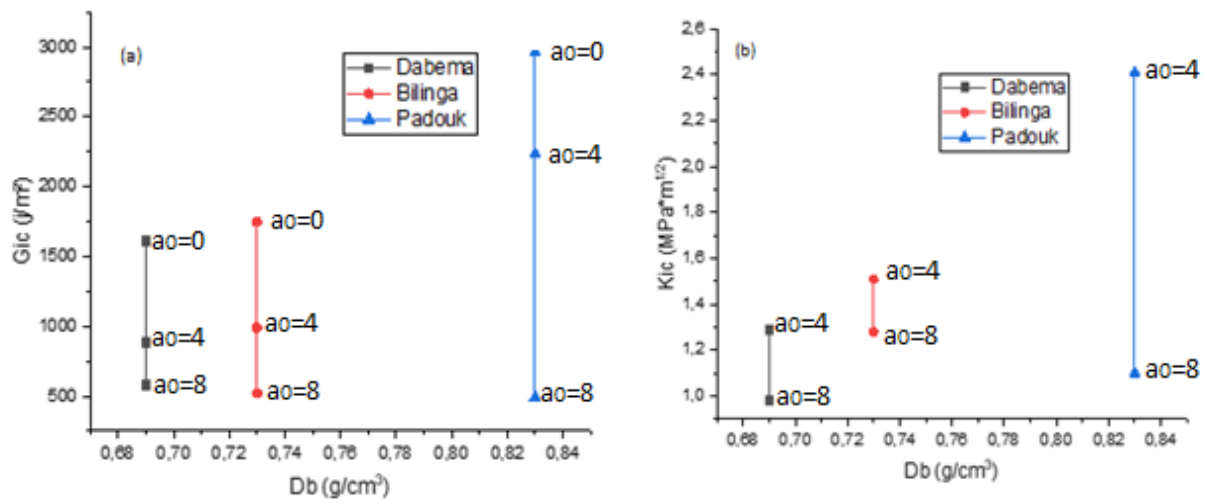 (a)
Dabema
Bilinga
Padouk
3000
2500
2000
1500
1000
500
Gic (j/m²)
ao=0
ao=4
ao=8
ao=0
ao=4
ao=8
ao=0
ao=4
ao=8
0,68 0,70 0,72 0,74 0,76 0,78 0,80 0,82 0,84
Db (g/cm³)
(b)
Dabema
Bilinga
Padouk
2,6
2,4
2,2
2,0
1,8
1,6
1,4
1,2
1,0
Kic (MPa*m^{1/2})
ao=4
ao=8
ao=4
ao=8
ao=4
ao=8
0,68 0,70 0,72 0,74 0,76 0,78 0,80 0,82 0,84
Db (g/cm³)